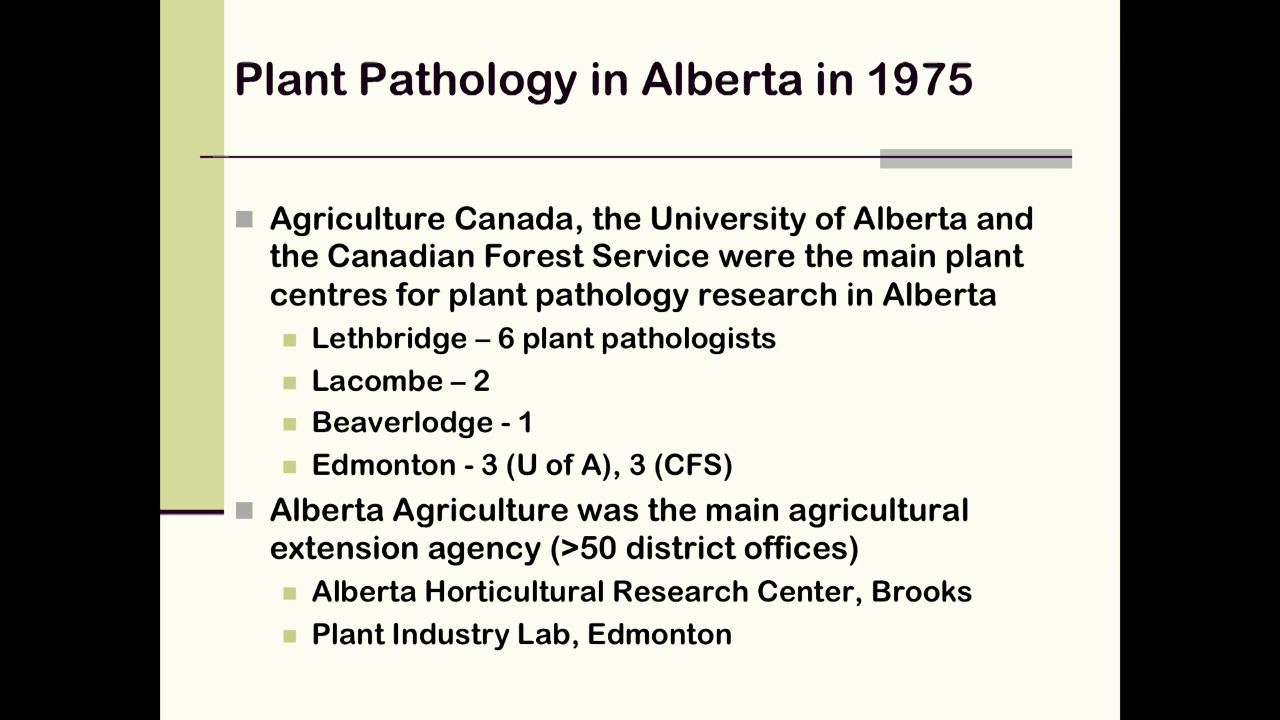 Plant Pathology in Alberta in 1975
Agriculture Canada, the University of Alberta and
the Canadian Forest Service were the main plant
centres for plant pathology research in Alberta
Lethbridge – 6 plant pathologists
Lacombe – 2
Beaverlodge - 1
Edmonton - 3 (U of A), 3 (CFS)
Alberta Agriculture was the main agricultural
extension agency (>50 district offices)
Alberta Horticultural Research Center, Brooks
Plant Industry Lab, Edmonton